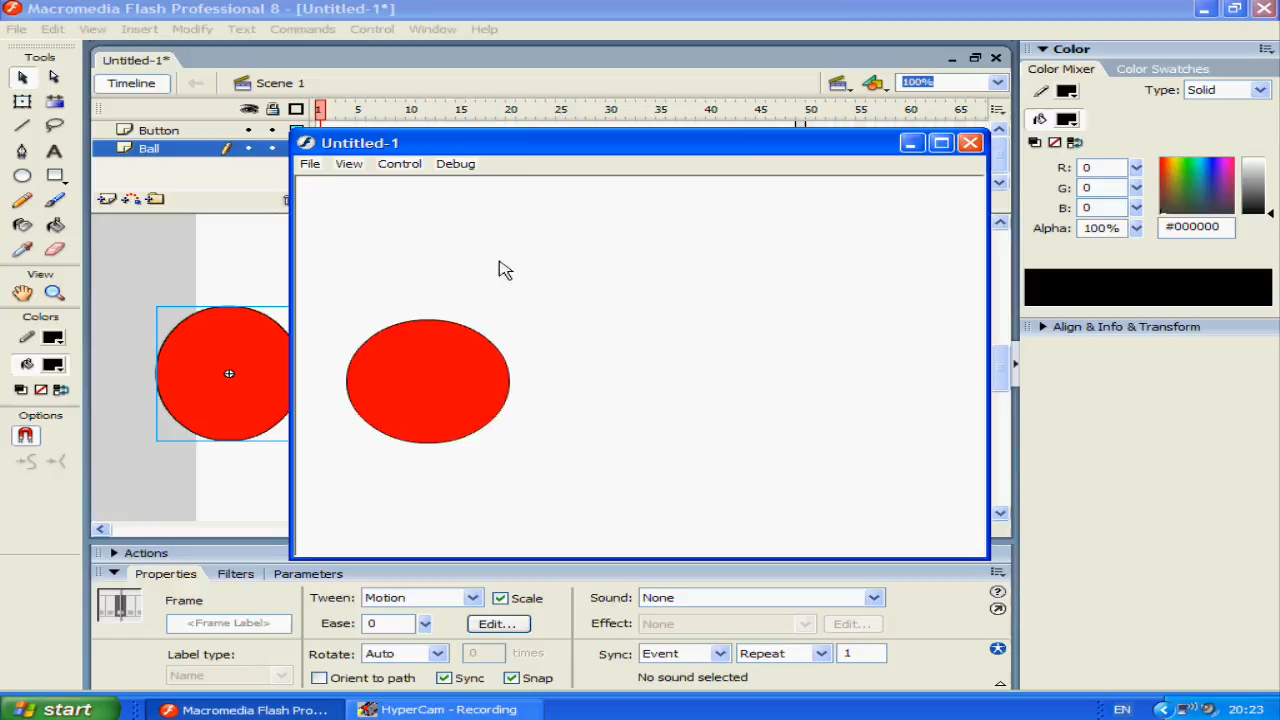 Macromedia Flash Professional 8 - [Untitled-1*]
File Edit View Insert Modify Text Commands Control Window Help
Tools
Untitled-1*
Timeline
Scene 1
100%
1 5 10 15 20 25 30 35 40 45 50 55 60 65
Button
Ball
Untitled-1
File View Control Debug
View
Colors
Options
Color
Color Mixer Color Swatches
Type: Solid
R: 0
G: 0
B: 0
Alpha: 100% #000000
Align & Info & Transform
Actions
Properties Filters Parameters
Frame
<Frame Label>
Label type:
Name
Tween: Motion Scale
Ease: 0 Edit...
Rotate: Auto 0 times
Orient to path Sync Snap
Sound: None
Effect: None Edit...
Sync: Event Repeat 1
No sound selected
start
Macromedia Flash Pro...
HyperCam - Recording
EN
20:23